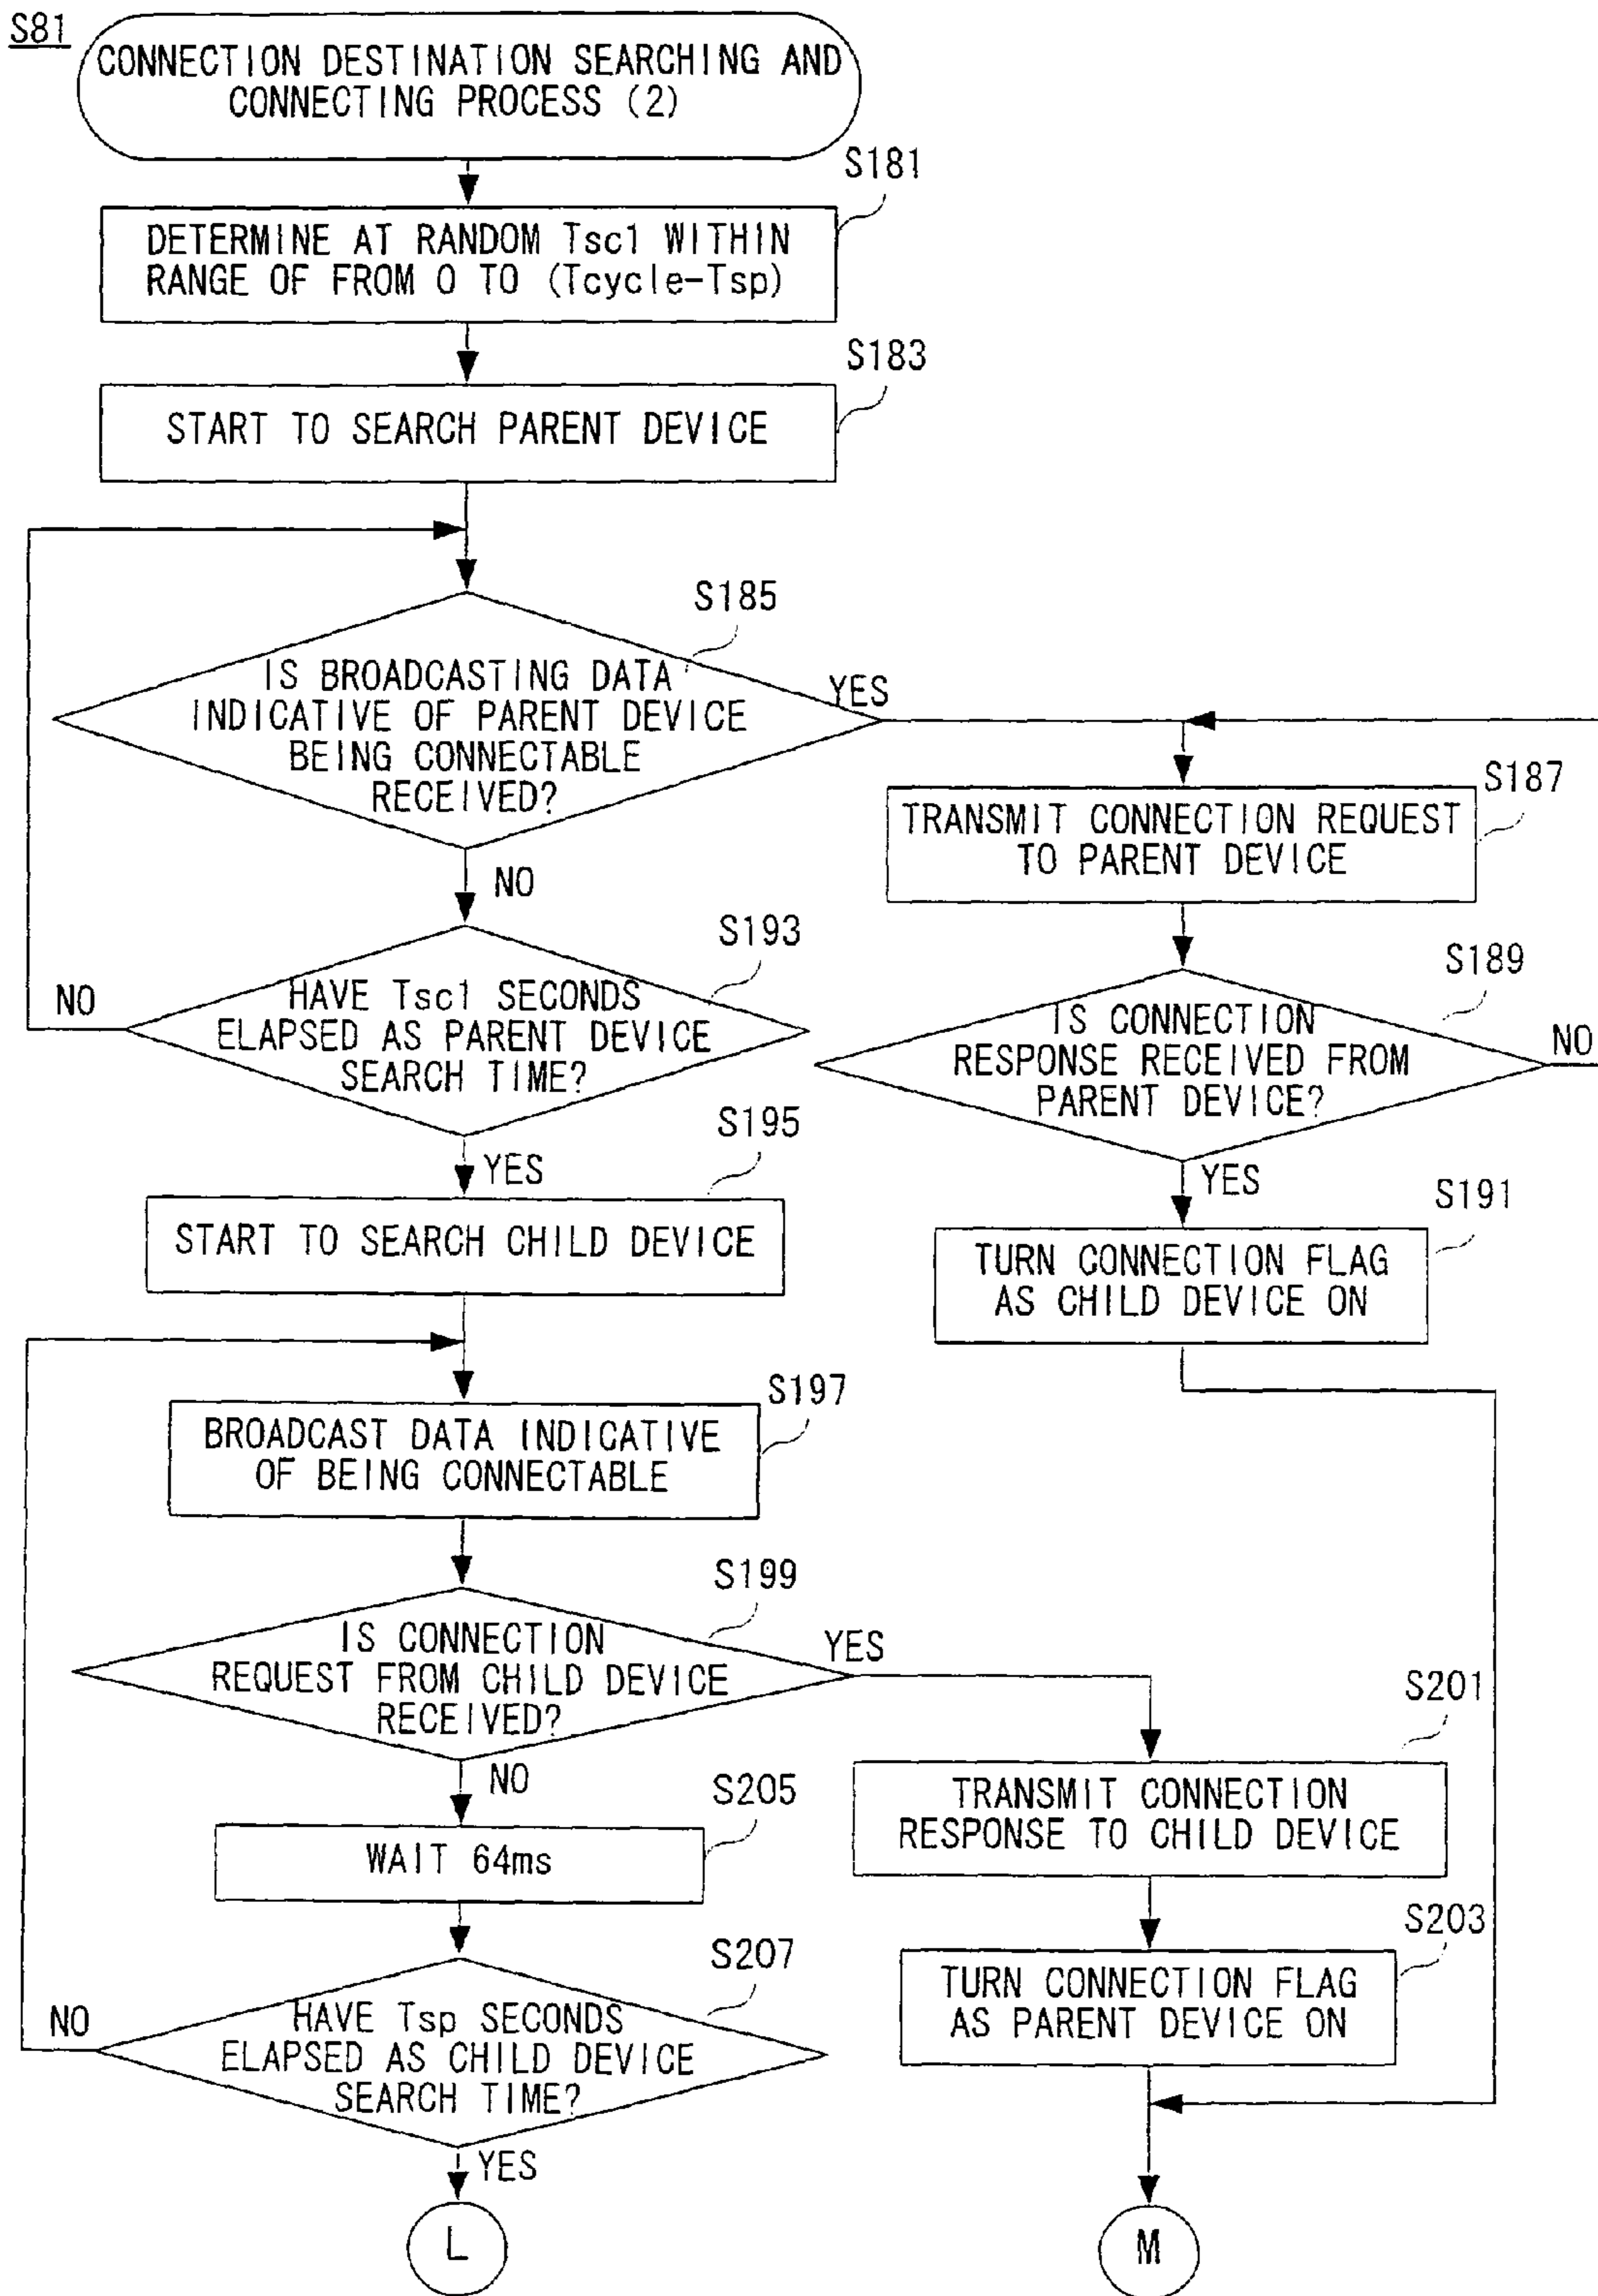 S81
CONNECTION DESTINATION SEARCHING AND
CONNECTING PROCESS (2)
S181
DETERMINE AT RANDOM Tsc1 WITHIN
RANGE OF FROM 0 TO (Tcycle-Tsp)
S183
START TO SEARCH PARENT DEVICE
S185
IS BROADCASTING DATA
INDICATIVE OF PARENT DEVICE
BEING CONNECTABLE
RECEIVED?
YES
NO
S187
TRANSMIT CONNECTION REQUEST
TO PARENT DEVICE
S193
HAVE Tsc1 SECONDS
ELAPSED AS PARENT DEVICE
SEARCH TIME?
NO
YES
S189
IS CONNECTION
RESPONSE RECEIVED FROM
PARENT DEVICE?
NO
YES
S195
START TO SEARCH CHILD DEVICE
S191
TURN CONNECTION FLAG
AS CHILD DEVICE ON
S197
BROADCAST DATA INDICATIVE
OF BEING CONNECTABLE
S199
IS CONNECTION
REQUEST FROM CHILD DEVICE
RECEIVED?
YES
NO
S201
TRANSMIT CONNECTION
RESPONSE TO CHILD DEVICE
S205
WAIT 64ms
S203
TURN CONNECTION FLAG
AS PARENT DEVICE ON
S207
HAVE Tsp SECONDS
ELAPSED AS CHILD DEVICE
SEARCH TIME?
NO
YES
L
M